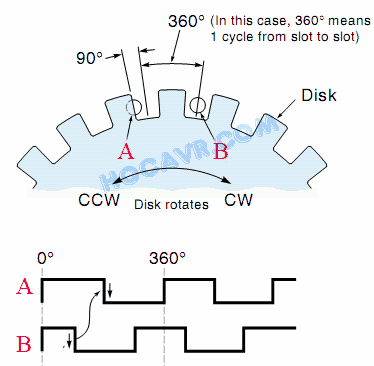 360° (In this case, 360° means
1 cycle from slot to slot)
90°
Disk
A
B
HOCAVR.COM
CCW
Disk rotates
CW
0°
360°
A
B